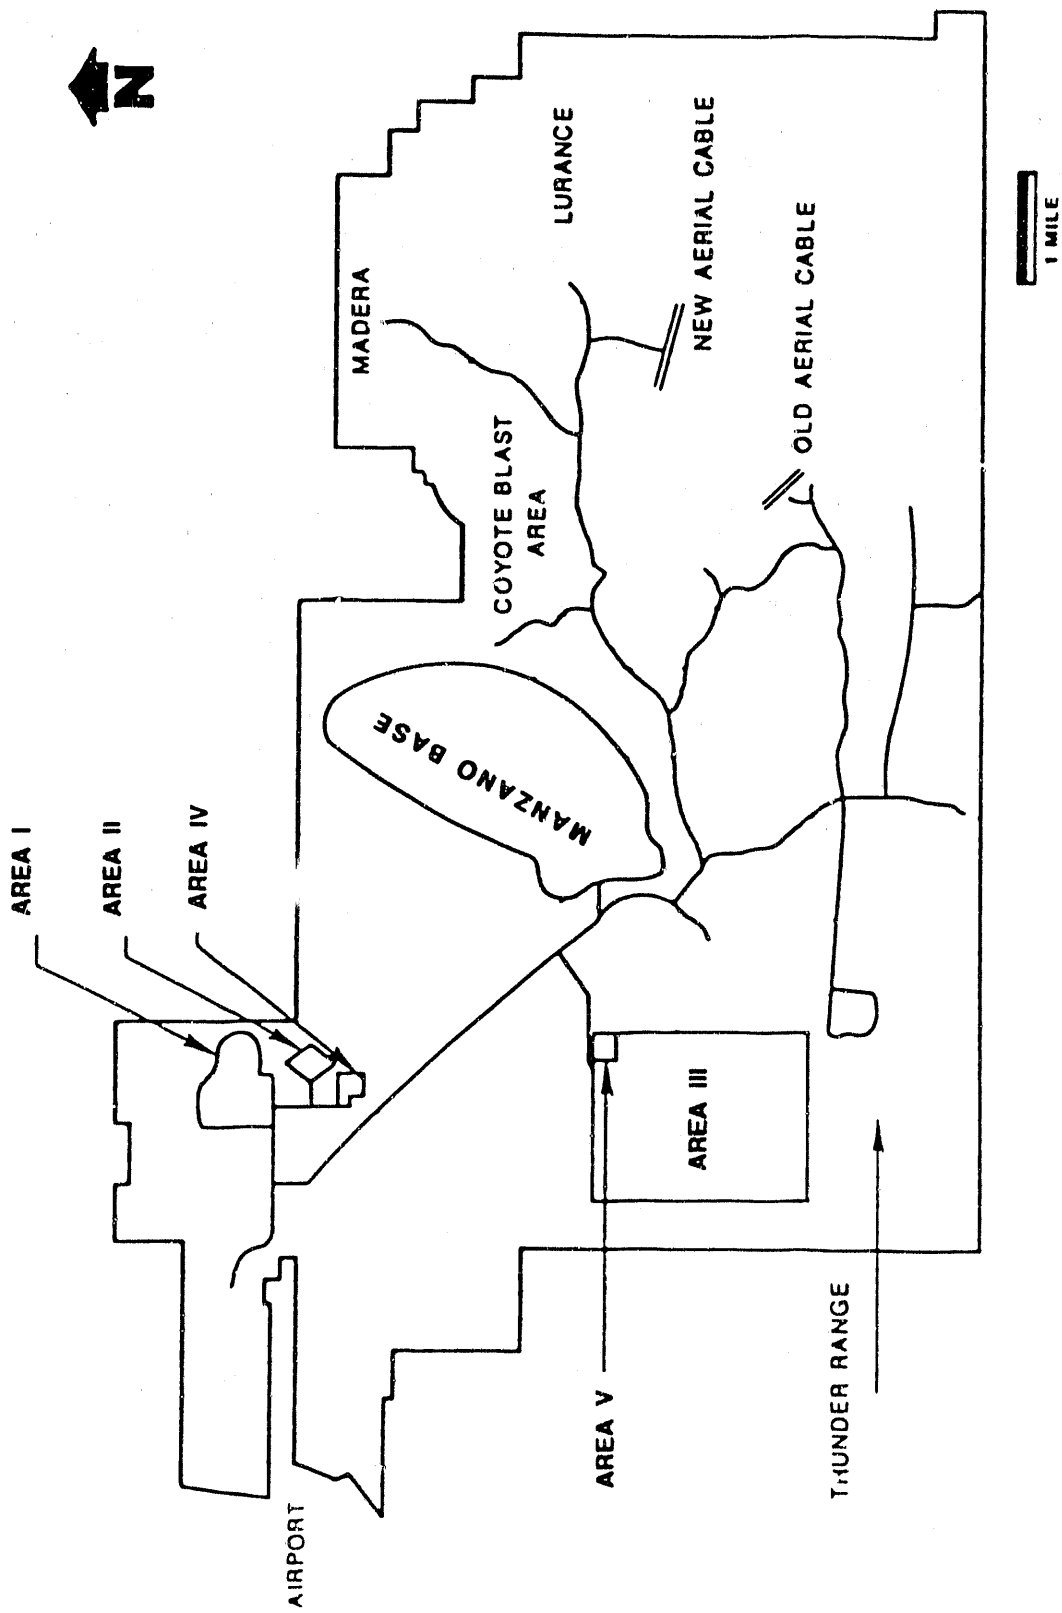 N
AREA I
AREA II
AREA IV
AIRPORT
MADERA
MANZANO BASE
COYOTE BLAST
AREA
LURANCE
AREA V
AREA III
NEW AERIAL CABLE
OLD AERIAL CABLE
THUNDER RANGE
1 MILE